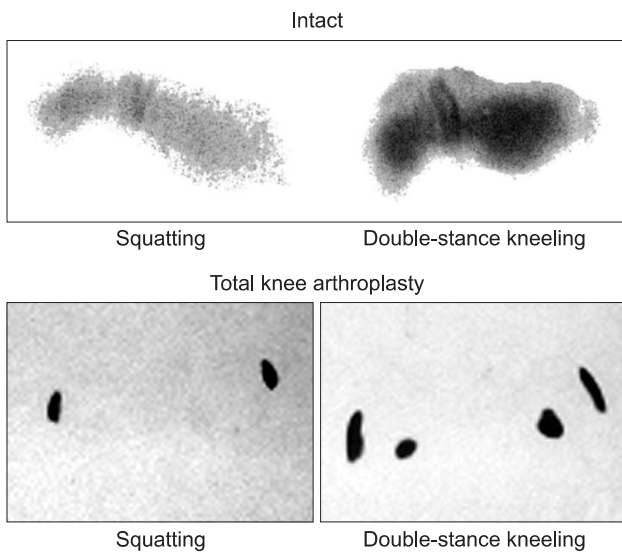 Intact
Squatting
Double-stance kneeling
Total knee arthroplasty
Squatting
Double-stance kneeling